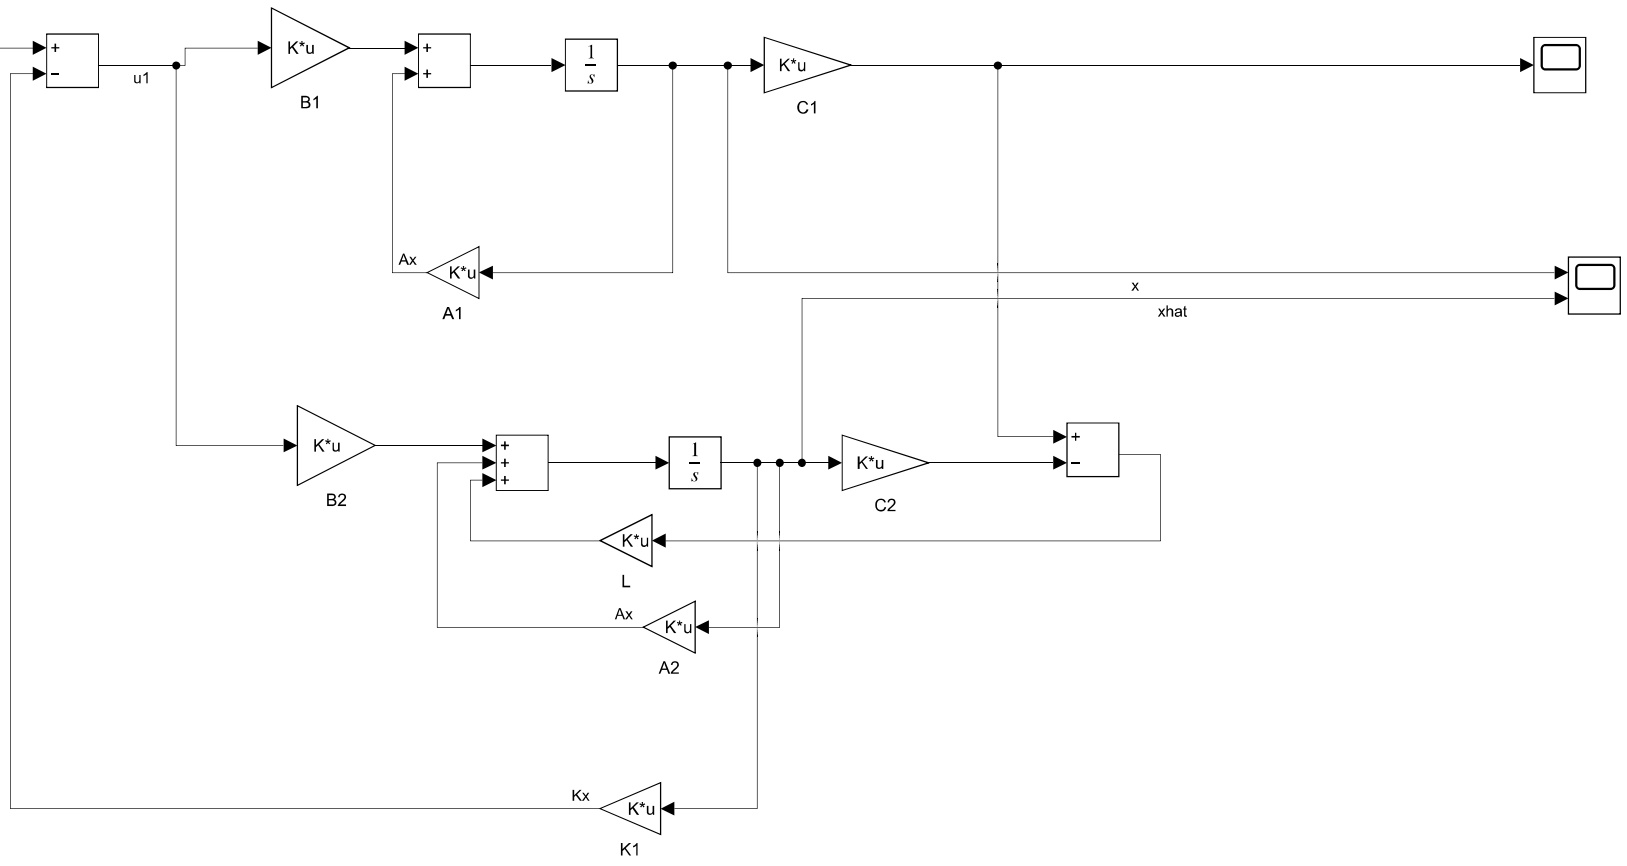 +
−
u1
K*u
B1
+
+
1
s
K*u
C1
Ax
K*u
A1
x
xhat
K*u
B2
+
+
+
1
s
K*u
C2
+
−
K*u
L
Ax
K*u
A2
Kx
K*u
K1